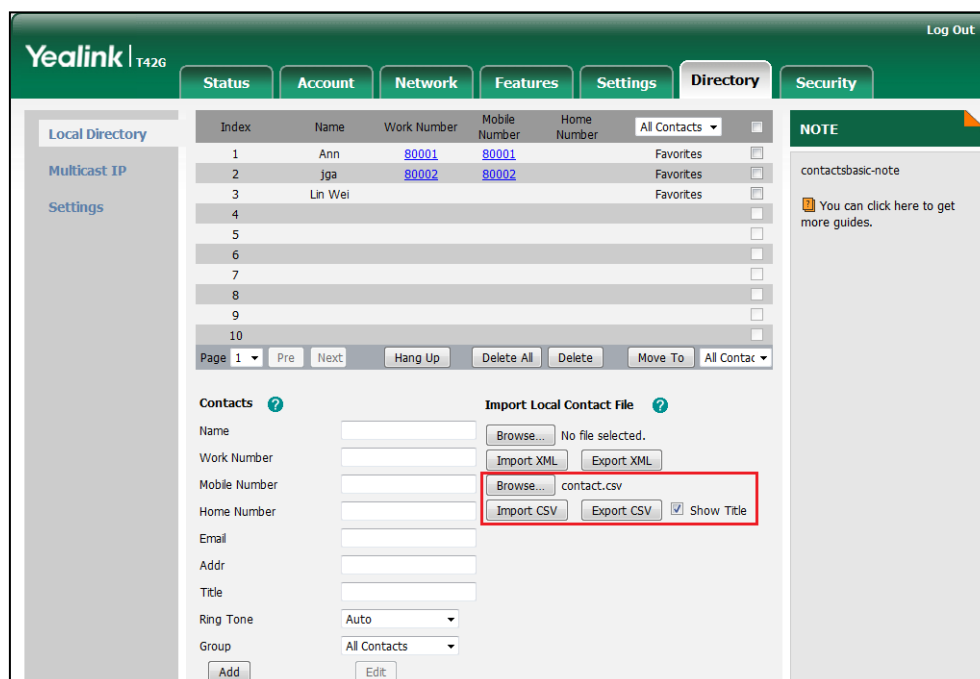 Log Out
Yealink T42G
Status Account Network Features Settings Directory Security
Local Directory
Multicast IP
Settings
Index Name Work Number Mobile Number Home Number All Contacts
1 Ann 80001 80001 Favorites
2 jga 80002 80002 Favorites
3 Lin Wei Favorites
4
5
6
7
8
9
10
Page 1 Pre Next Hang Up Delete All Delete Move To All Contac
Contacts ?
Name
Work Number
Mobile Number
Home Number
Email
Addr
Title
Ring Tone Auto
Group All Contacts
Add Edit
Import Local Contact File ?
Browse... No file selected.
Import XML Export XML
Browse... contact.csv
Import CSV Export CSV Show Title
NOTE
contactsbasic-note
? You can click here to get
more guides.